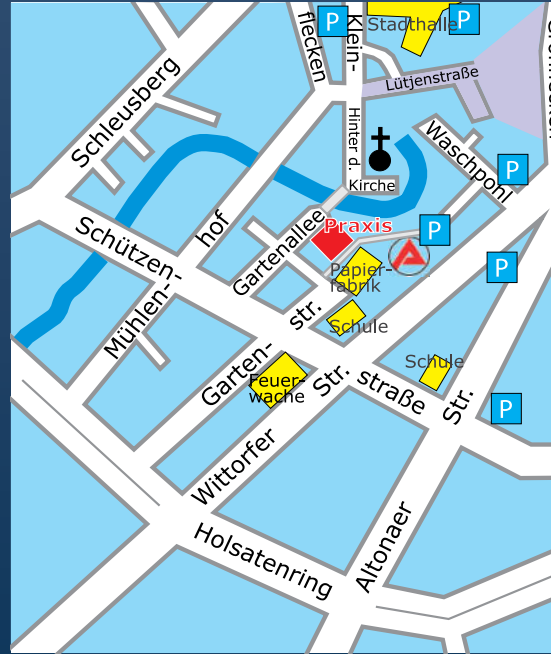 P
P
Stadthalle
flecken
Klein-
Lütjenstraße
Schleusberg
Hinter d.
Kirche
Waschpohl
P
Praxis
P
hof
Gartenallee
Schützen-
Papier-
fabrik
P
Mühlen-
str.
Schule
Schule
Garten-
Feuer-
wache
Str.
straße
Str.
P
Wittorfer
Holsatenring
Altonaer